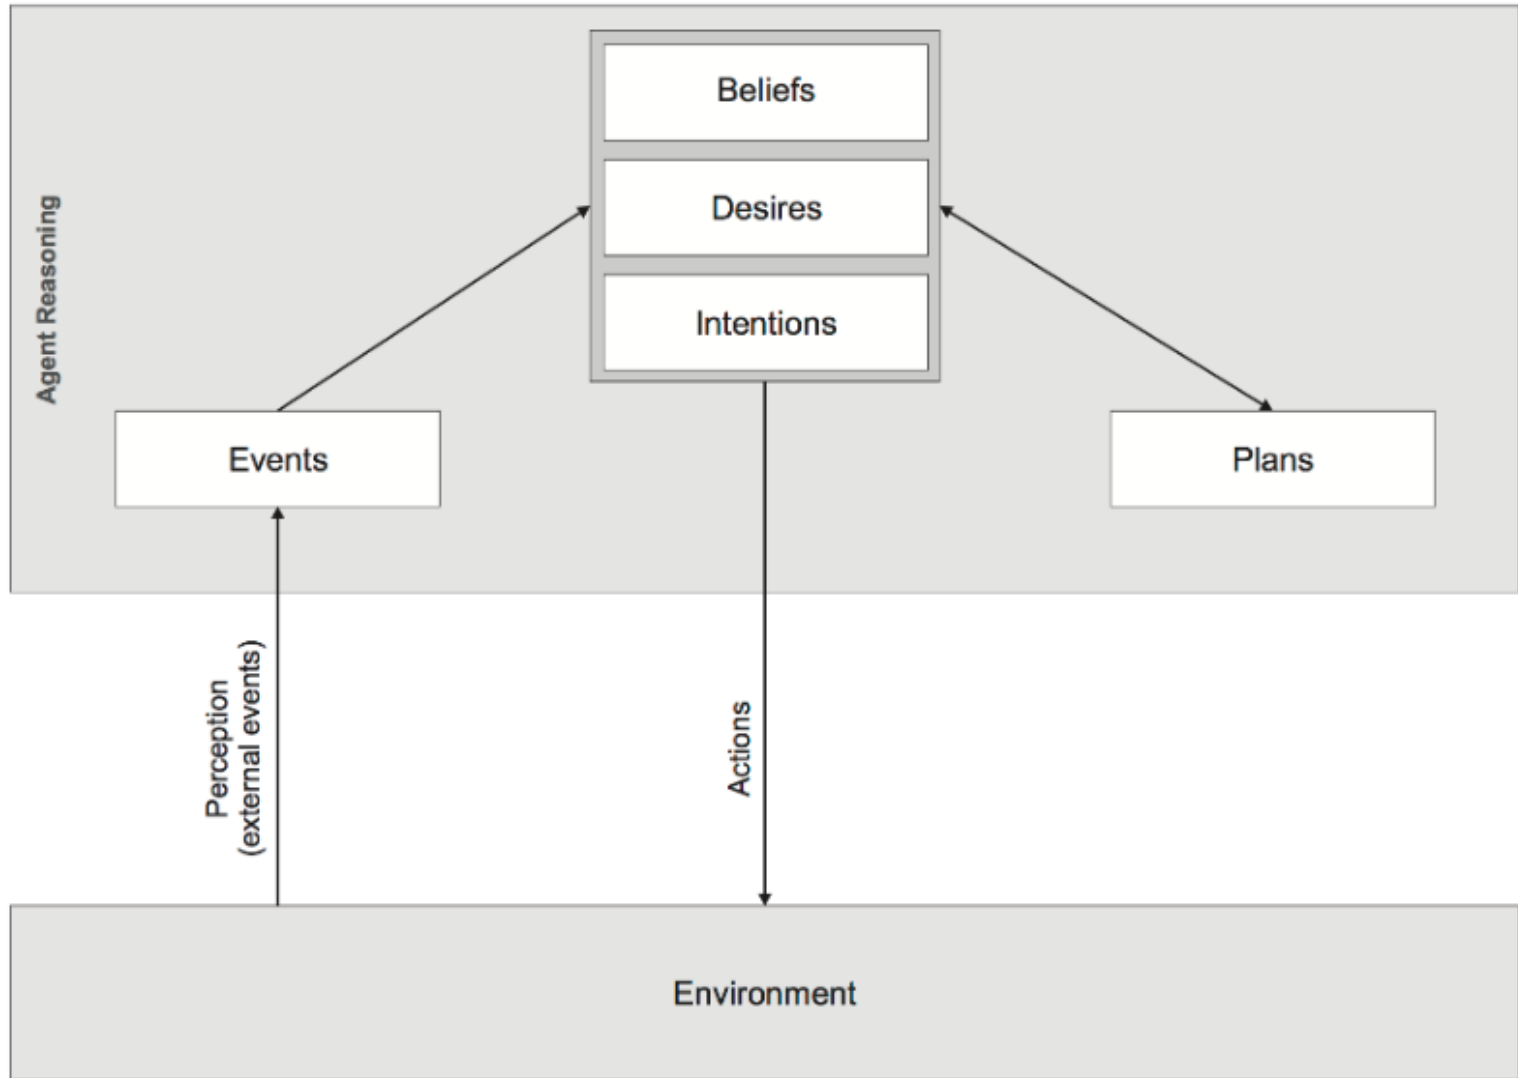 Beliefs
Desires
Intentions
Agent Reasoning
Events
Plans
Perception
(external events)
Actions
Environment